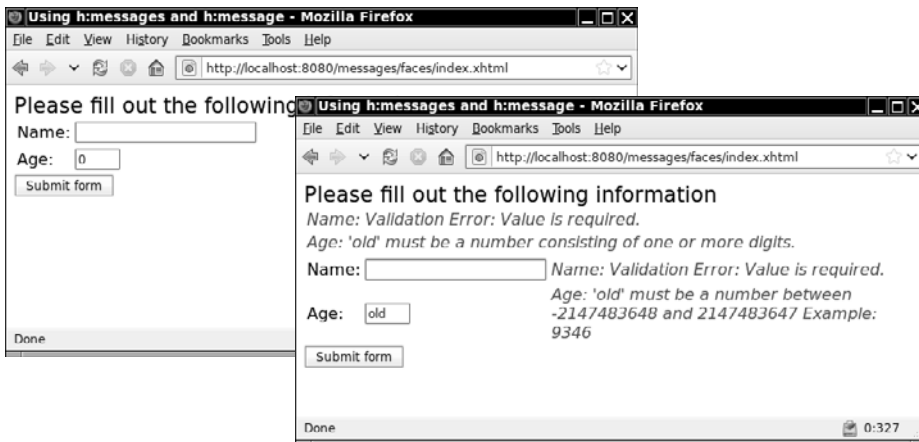 Using h:messages and h:message - Mozilla Firefox
File Edit View History Bookmarks Tools Help
http://localhost:8080/messages/faces/index.xhtml
Please fill out the following
Name:
Age: 0
Submit form
Done
Using h:messages and h:message - Mozilla Firefox
File Edit View History Bookmarks Tools Help
http://localhost:8080/messages/faces/index.xhtml
Please fill out the following information
Name: Validation Error: Value is required.
Age: 'old' must be a number consisting of one or more digits.
Name: Name: Validation Error: Value is required.
Age: 'old' must be a number between
Age: old -2147483648 and 2147483647 Example:
9346
Submit form
Done 0:327